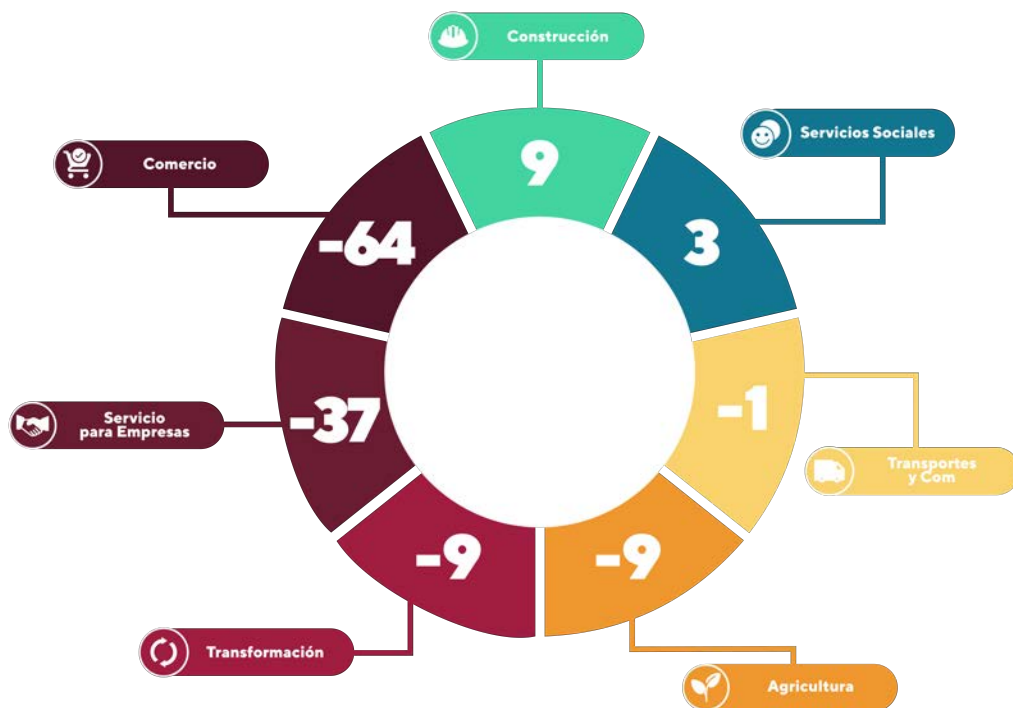 Construcción
9
Servicios Sociales
3
Comercio
-64
-1
Transportes
y Com
Servicio
para Empresas
-37
-9
Transformación
-9
Agricultura